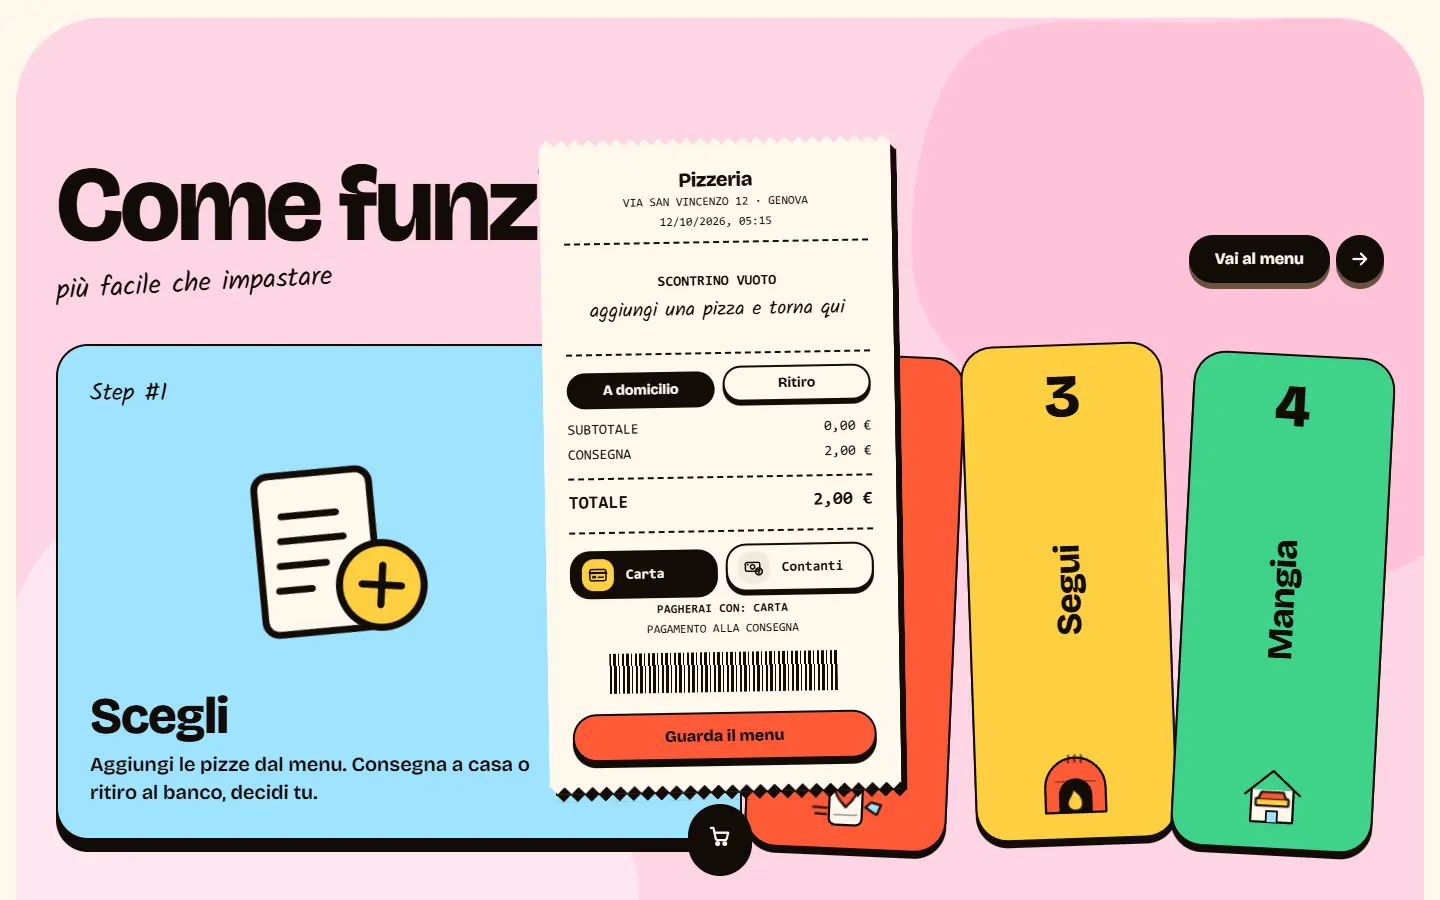 Come funz
più facile che impastare
Vai al menu
Step #1
Scegli
Aggiungi le pizze dal menu. Consegna a casa o
ritiro al banco, decidi tu.
Pizzeria
VIA SAN VINCENZO 12 · GENOVA
12/10/2026, 05:15
SCONTRINO VUOTO
aggiungi una pizza e torna qui
A domicilio
Ritiro
SUBTOTALE 0,00 €
CONSEGNA 2,00 €
TOTALE 2,00 €
Carta
Contanti
PAGHERAI CON: CARTA
PAGAMENTO ALLA CONSEGNA
Guarda il menu
3
Segui
4
Mangia